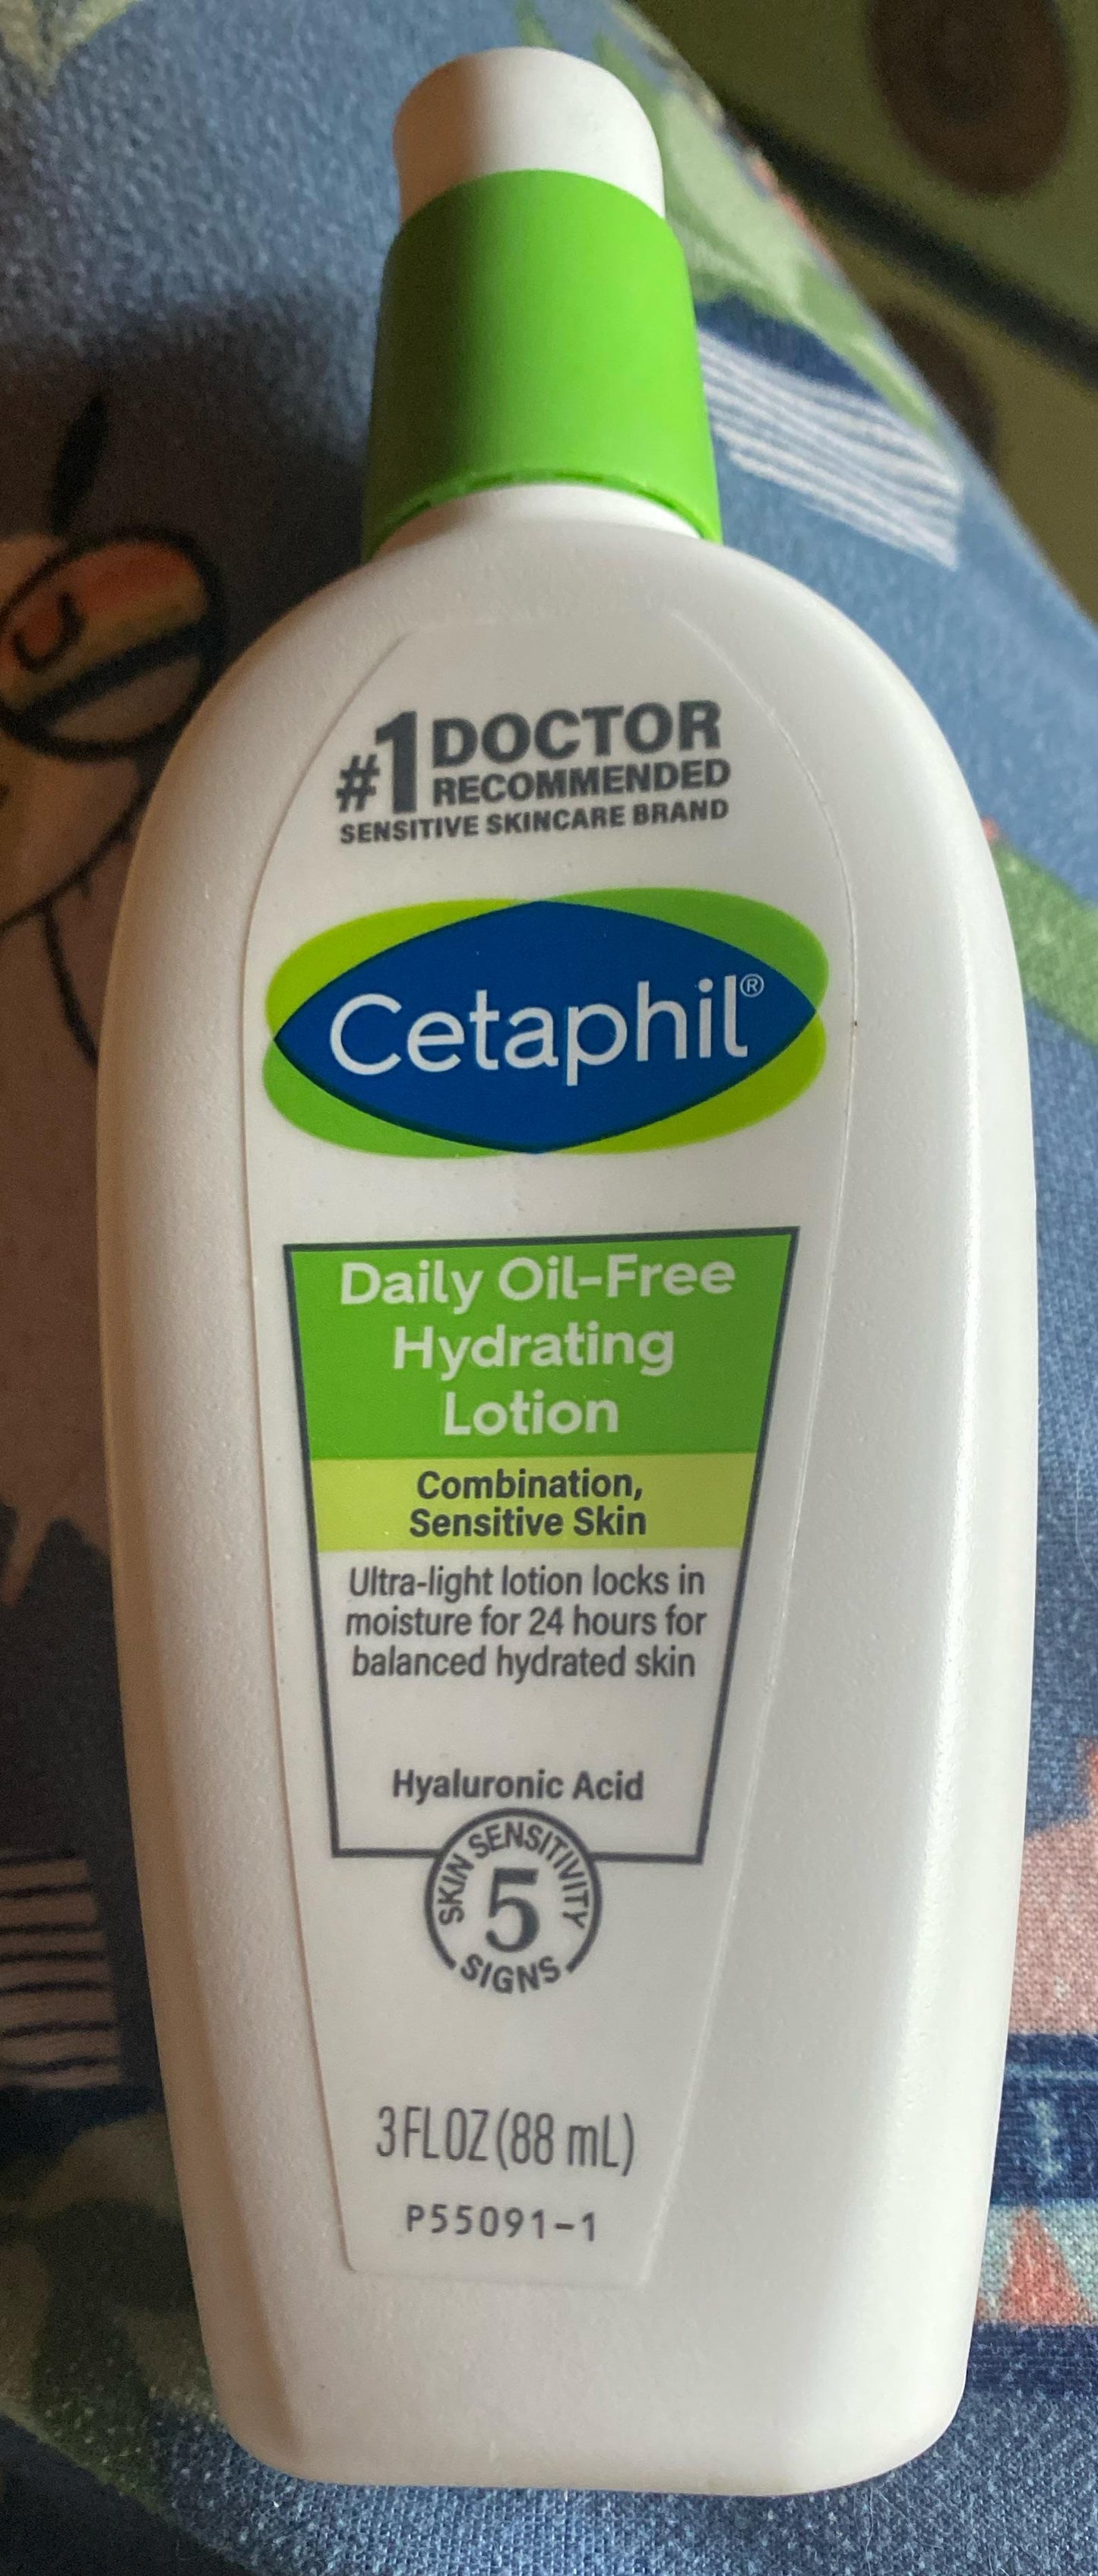 #1 DOCTOR
RECOMMENDED
SENSITIVE SKINCARE BRAND
Cetaphil®
Daily Oil-Free
Hydrating
Lotion
Combination,
Sensitive Skin
Ultra-light lotion locks in
moisture for 24 hours for
balanced hydrated skin
Hyaluronic Acid
SKIN SENSITIVITY
5
SIGNS
3 FL OZ (88 mL)
P55091-1